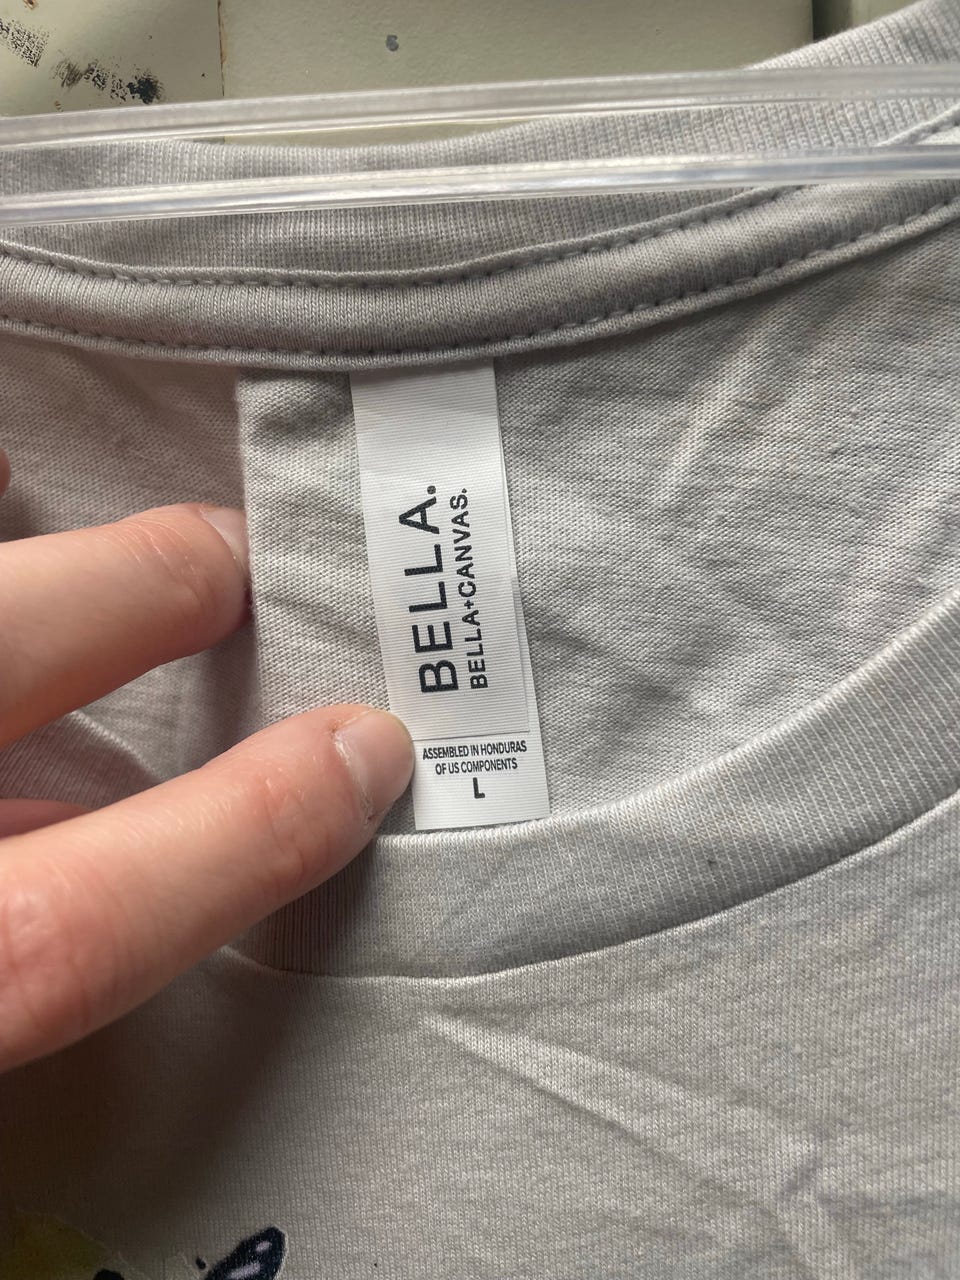 BELLA.
BELLA+CANVAS.
ASSEMBLED IN HONDURAS
OF US COMPONENTS
L